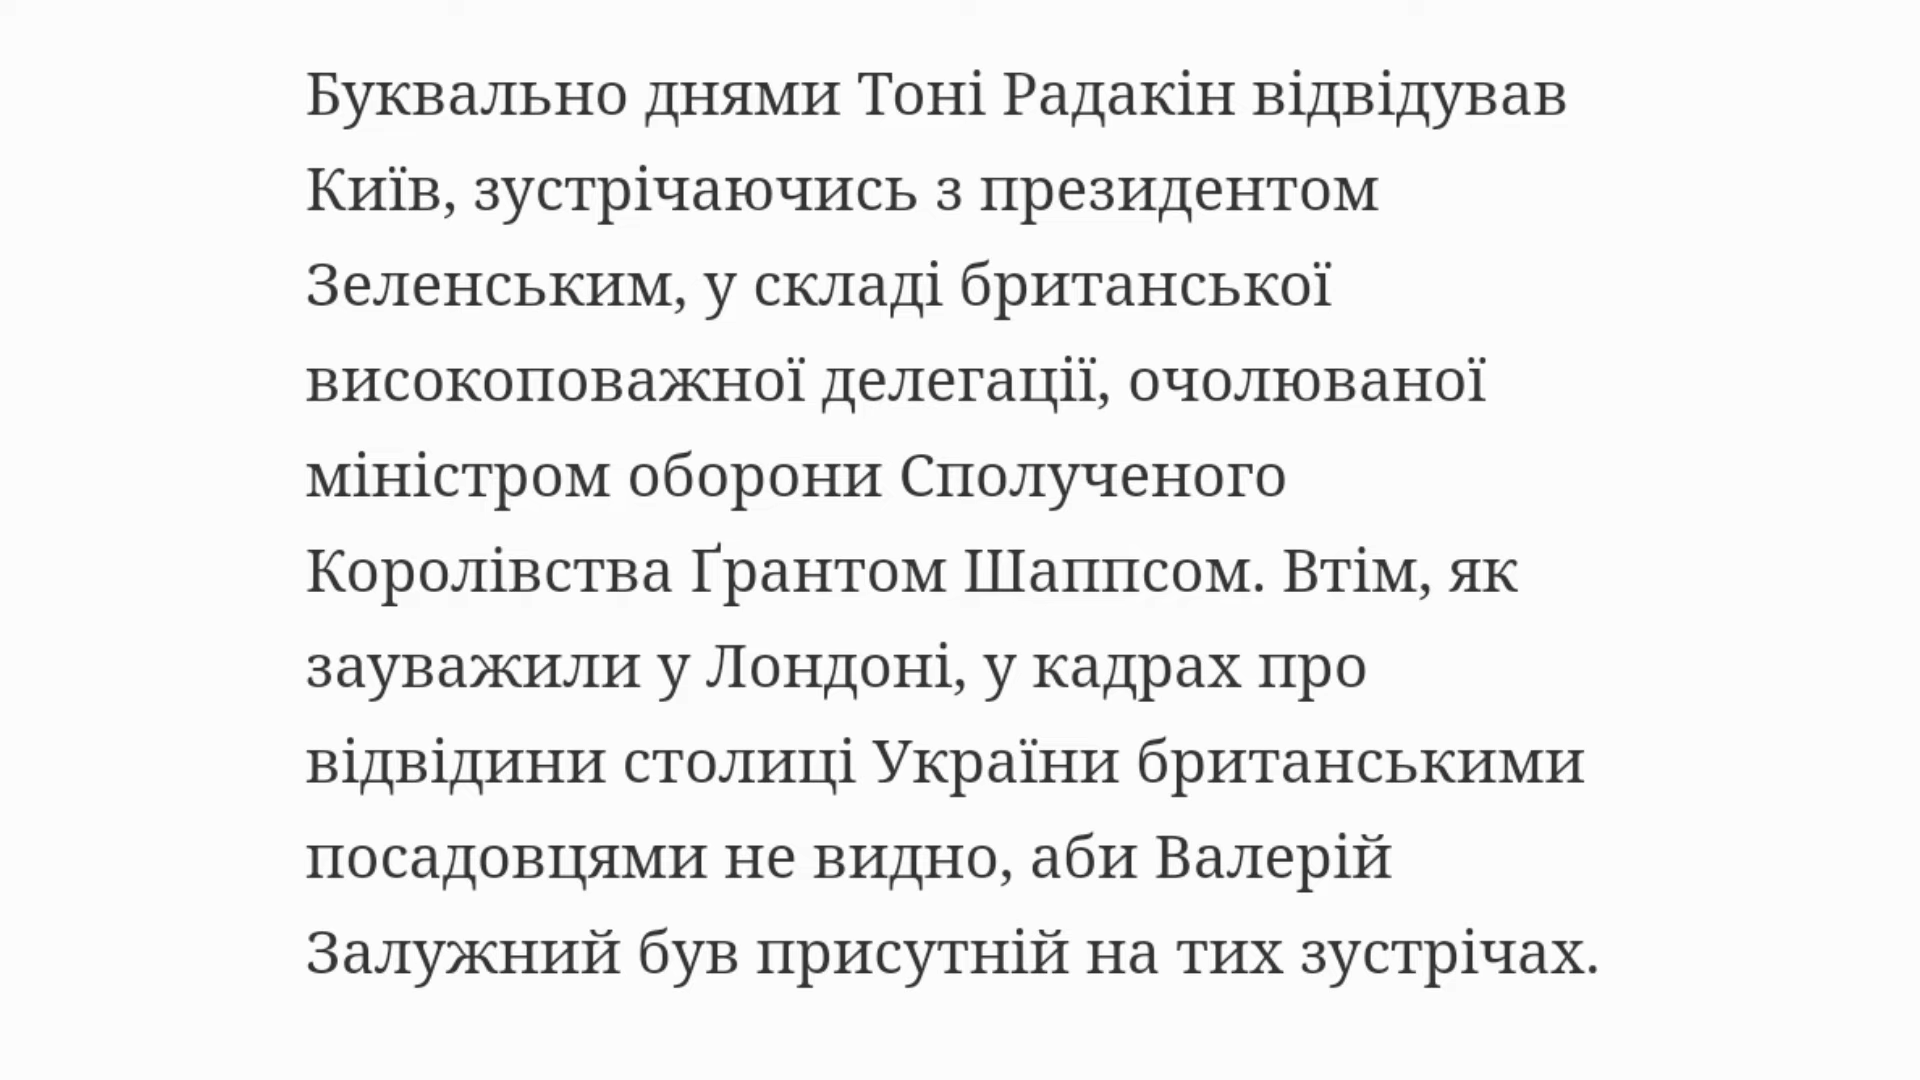 Буквально днями Тоні Радакін відвідував
Київ, зустрічаючись з президентом
Зеленським, у складі британської
високоповажної делегації, очолюваної
міністром оборони Сполученого
Королівства Ґрантом Шаппсом. Втім, як
зауважили у Лондоні, у кадрах про
відвідини столиці України британськими
посадовцями не видно, аби Валерій
Залужний був присутній на тих зустрічах.